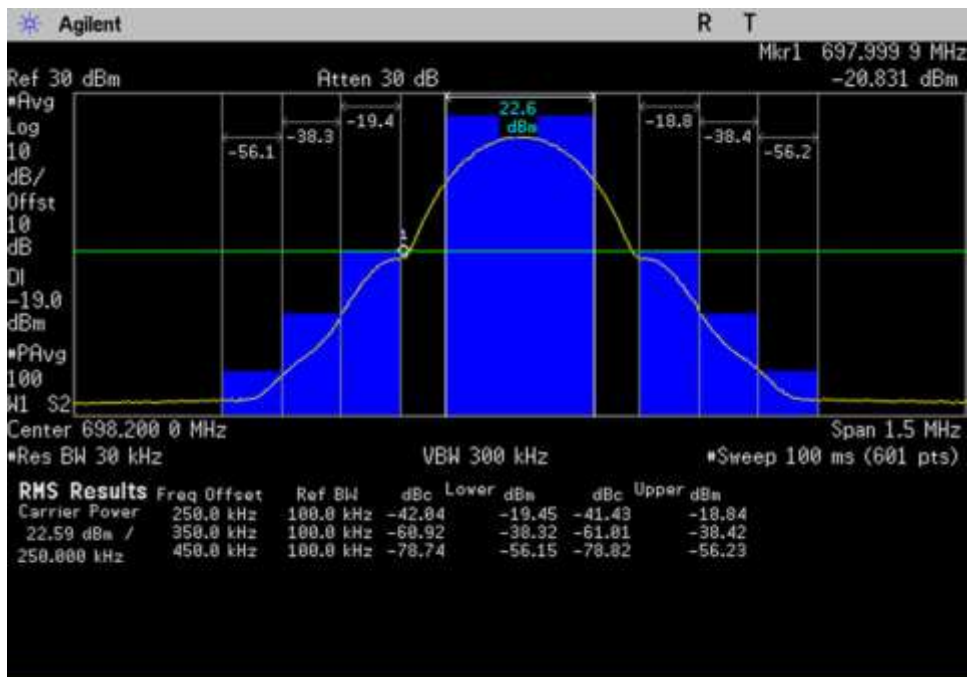 Agilent R T
Mkr1 697.999 9 MHz
Ref 30 dBm Atten 30 dB -20.831 dBm
#Avg
Log
10
dB/
Offst
10
dB
DI
-19.0
dBm
#PAvg
100
W1 S2
-56.1
-38.3
-19.4
22.6
dBm
-18.8
-38.4
-56.2
1
Center 698.200 0 MHz Span 1.5 MHz
#Res BW 30 kHz VBW 300 kHz #Sweep 100 ms (601 pts)
RMS Results Freq Offset Ref BW dBc Lower dBm dBc Upper dBm
Carrier Power 250.0 kHz 100.0 kHz -42.04 -19.45 -41.43 -18.84
22.59 dBm / 350.0 kHz 100.0 kHz -60.92 -38.32 -61.01 -38.42
250.000 kHz 450.0 kHz 100.0 kHz -78.74 -56.15 -78.82 -56.23